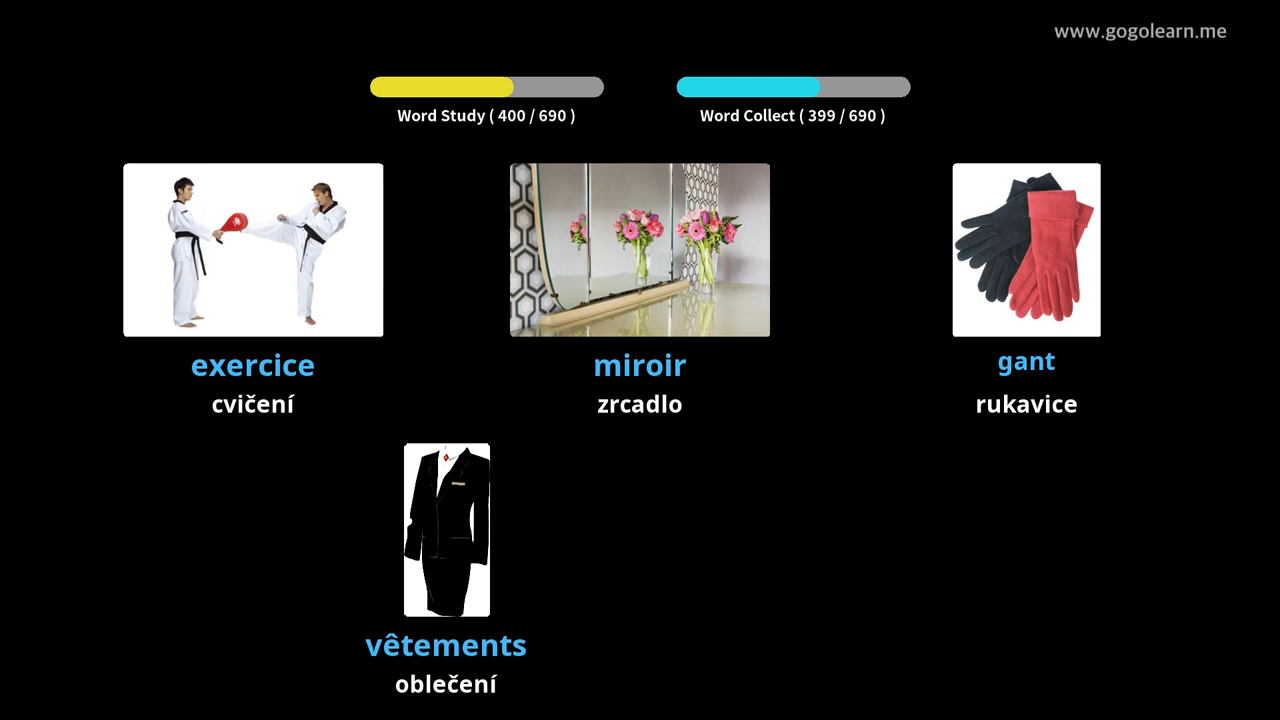 www.gogolearn.me
Word Study ( 400 / 690 )
Word Collect ( 399 / 690 )
exercice
miroir
gant
cvičení
zrcadlo
rukavice
vêtements
oblečení